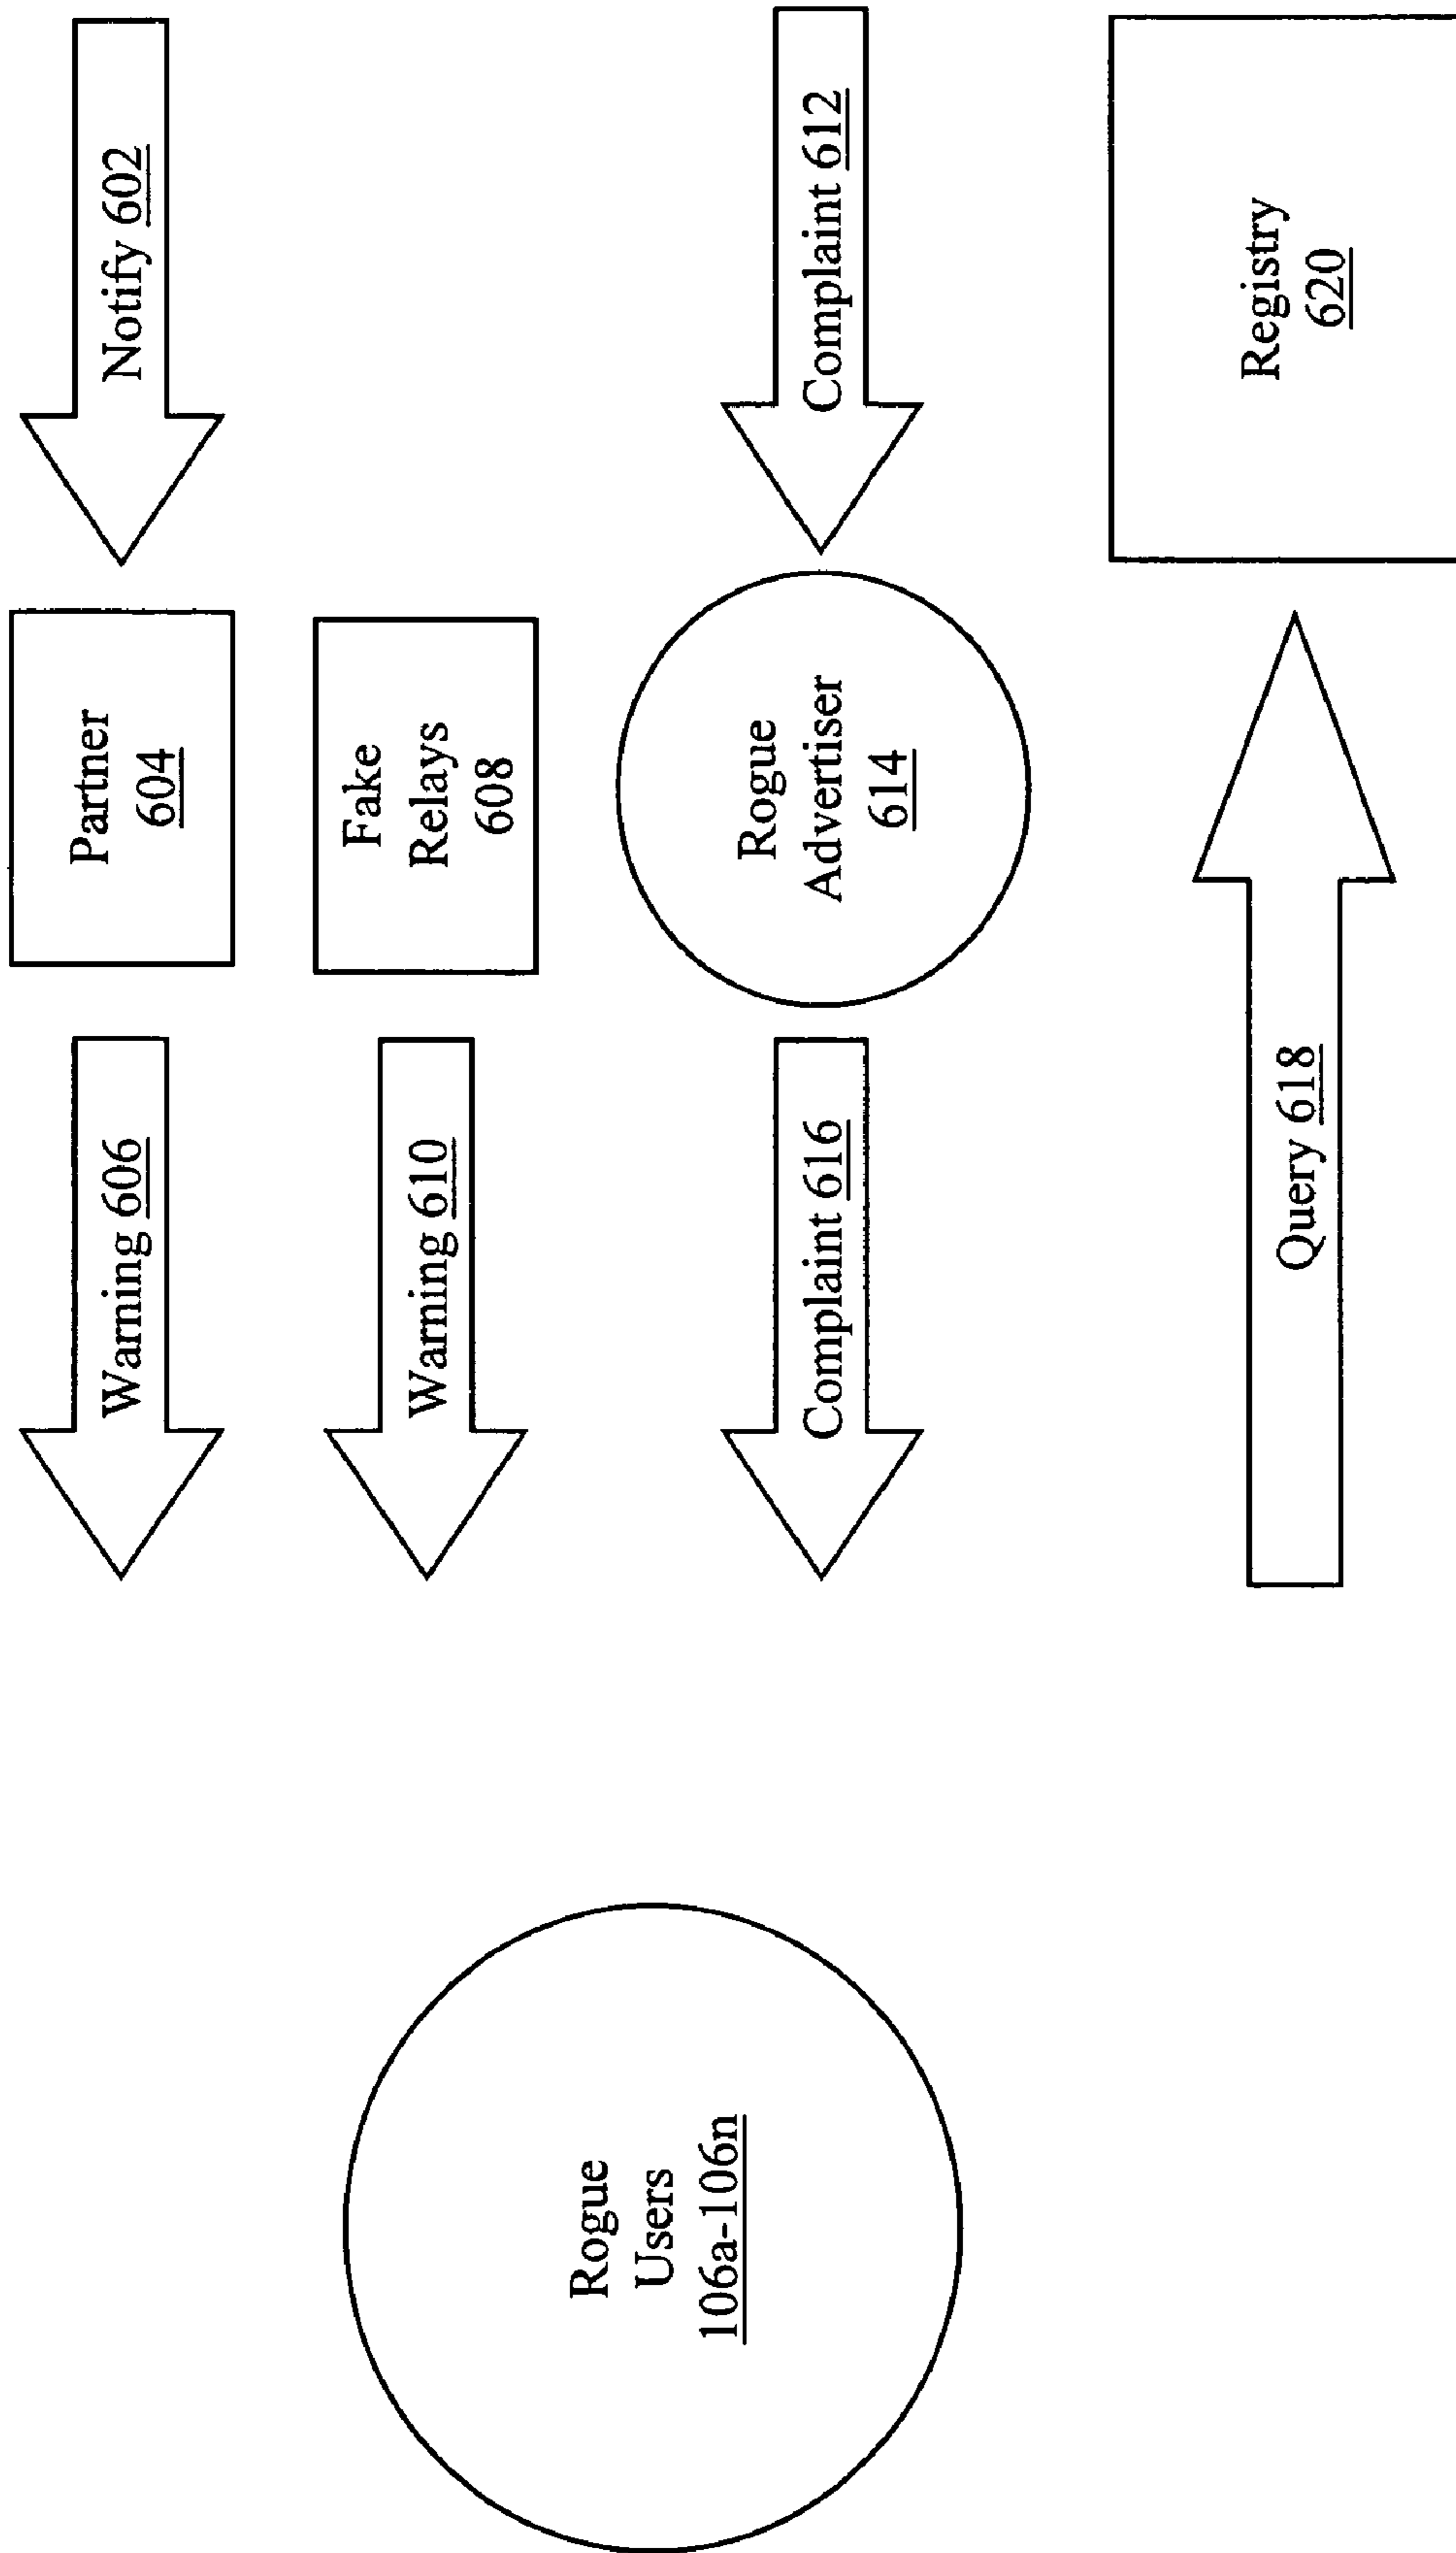 Warning 606
Partner
604
Notify 602
Warning 610
Fake
Relays
608
Rogue
Users
106a-106n
Complaint 616
Rogue
Advertiser
614
Complaint 612
Query 618
Registry
620